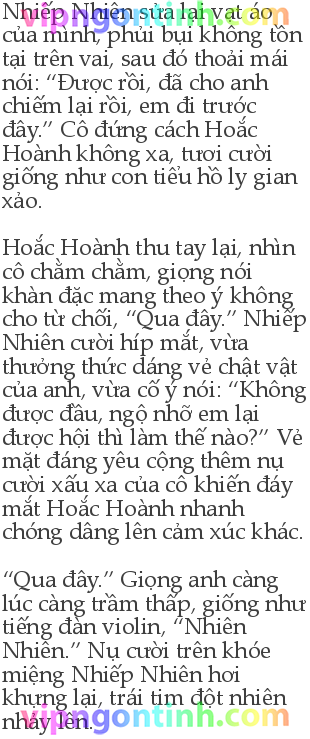 Nhiếp Nhiên sửa lại vạt áo
của mình, phủi bụi không tồn
tại trên vai, sau đó thoải mái
nói: “Được rồi, đã cho anh
chiếm lại rồi, em đi trước
đây.” Cô đứng cách Hoắc
Hoành không xa, tươi cười
giống như con tiểu hồ ly gian
xảo.
Hoắc Hoành thu tay lại, nhìn
cô chằm chằm, giọng nói
khàn đặc mang theo ý không
cho từ chối, “Qua đây.” Nhiếp
Nhiên cười híp mắt, vừa
thưởng thức dáng vẻ chật vật
của anh, vừa cố ý nói: “Không
được đâu, ngộ nhỡ em lại
được hội thì làm thế nào?” Vẻ
mặt đáng yêu cộng thêm nụ
cười xấu xa của cô khiến đáy
mắt Hoắc Hoành nhanh
chóng dâng lên cảm xúc khác.
“Qua đây.” Giọng anh càng
lúc càng trầm thấp, giống như
tiếng đàn violin, “Nhiên
Nhiên.” Nụ cười trên khóe
miệng Nhiếp Nhiên hơi
khựng lại, trái tim đột nhiên
nhảy lên.
vipngontinh.com
vipngontinh.com
vipngontinh.com